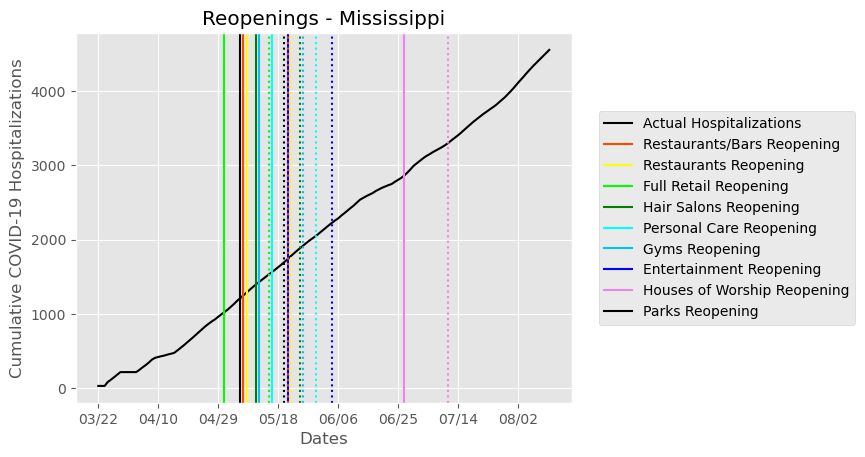 Reopenings - Mississippi
Cumulative COVID-19 Hospitalizations
4000
3000
2000
1000
0
03/22 04/10 04/29 05/18 06/06 06/25 07/14 08/02
Dates
Actual Hospitalizations
Restaurants/Bars Reopening
Restaurants Reopening
Full Retail Reopening
Hair Salons Reopening
Personal Care Reopening
Gyms Reopening
Entertainment Reopening
Houses of Worship Reopening
Parks Reopening